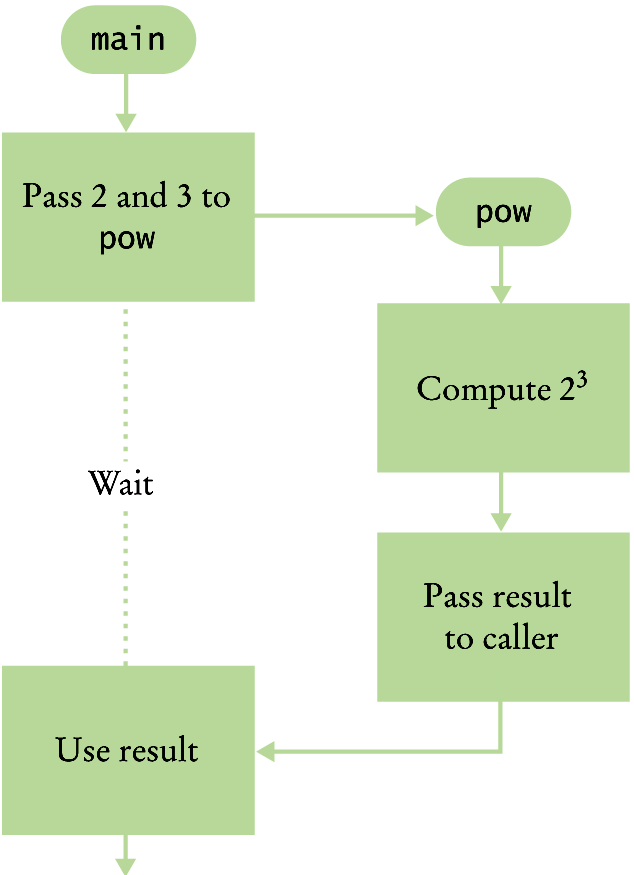 main
Pass 2 and 3 to
pow
pow
Compute 2³
Wait
Pass result
to caller
Use result